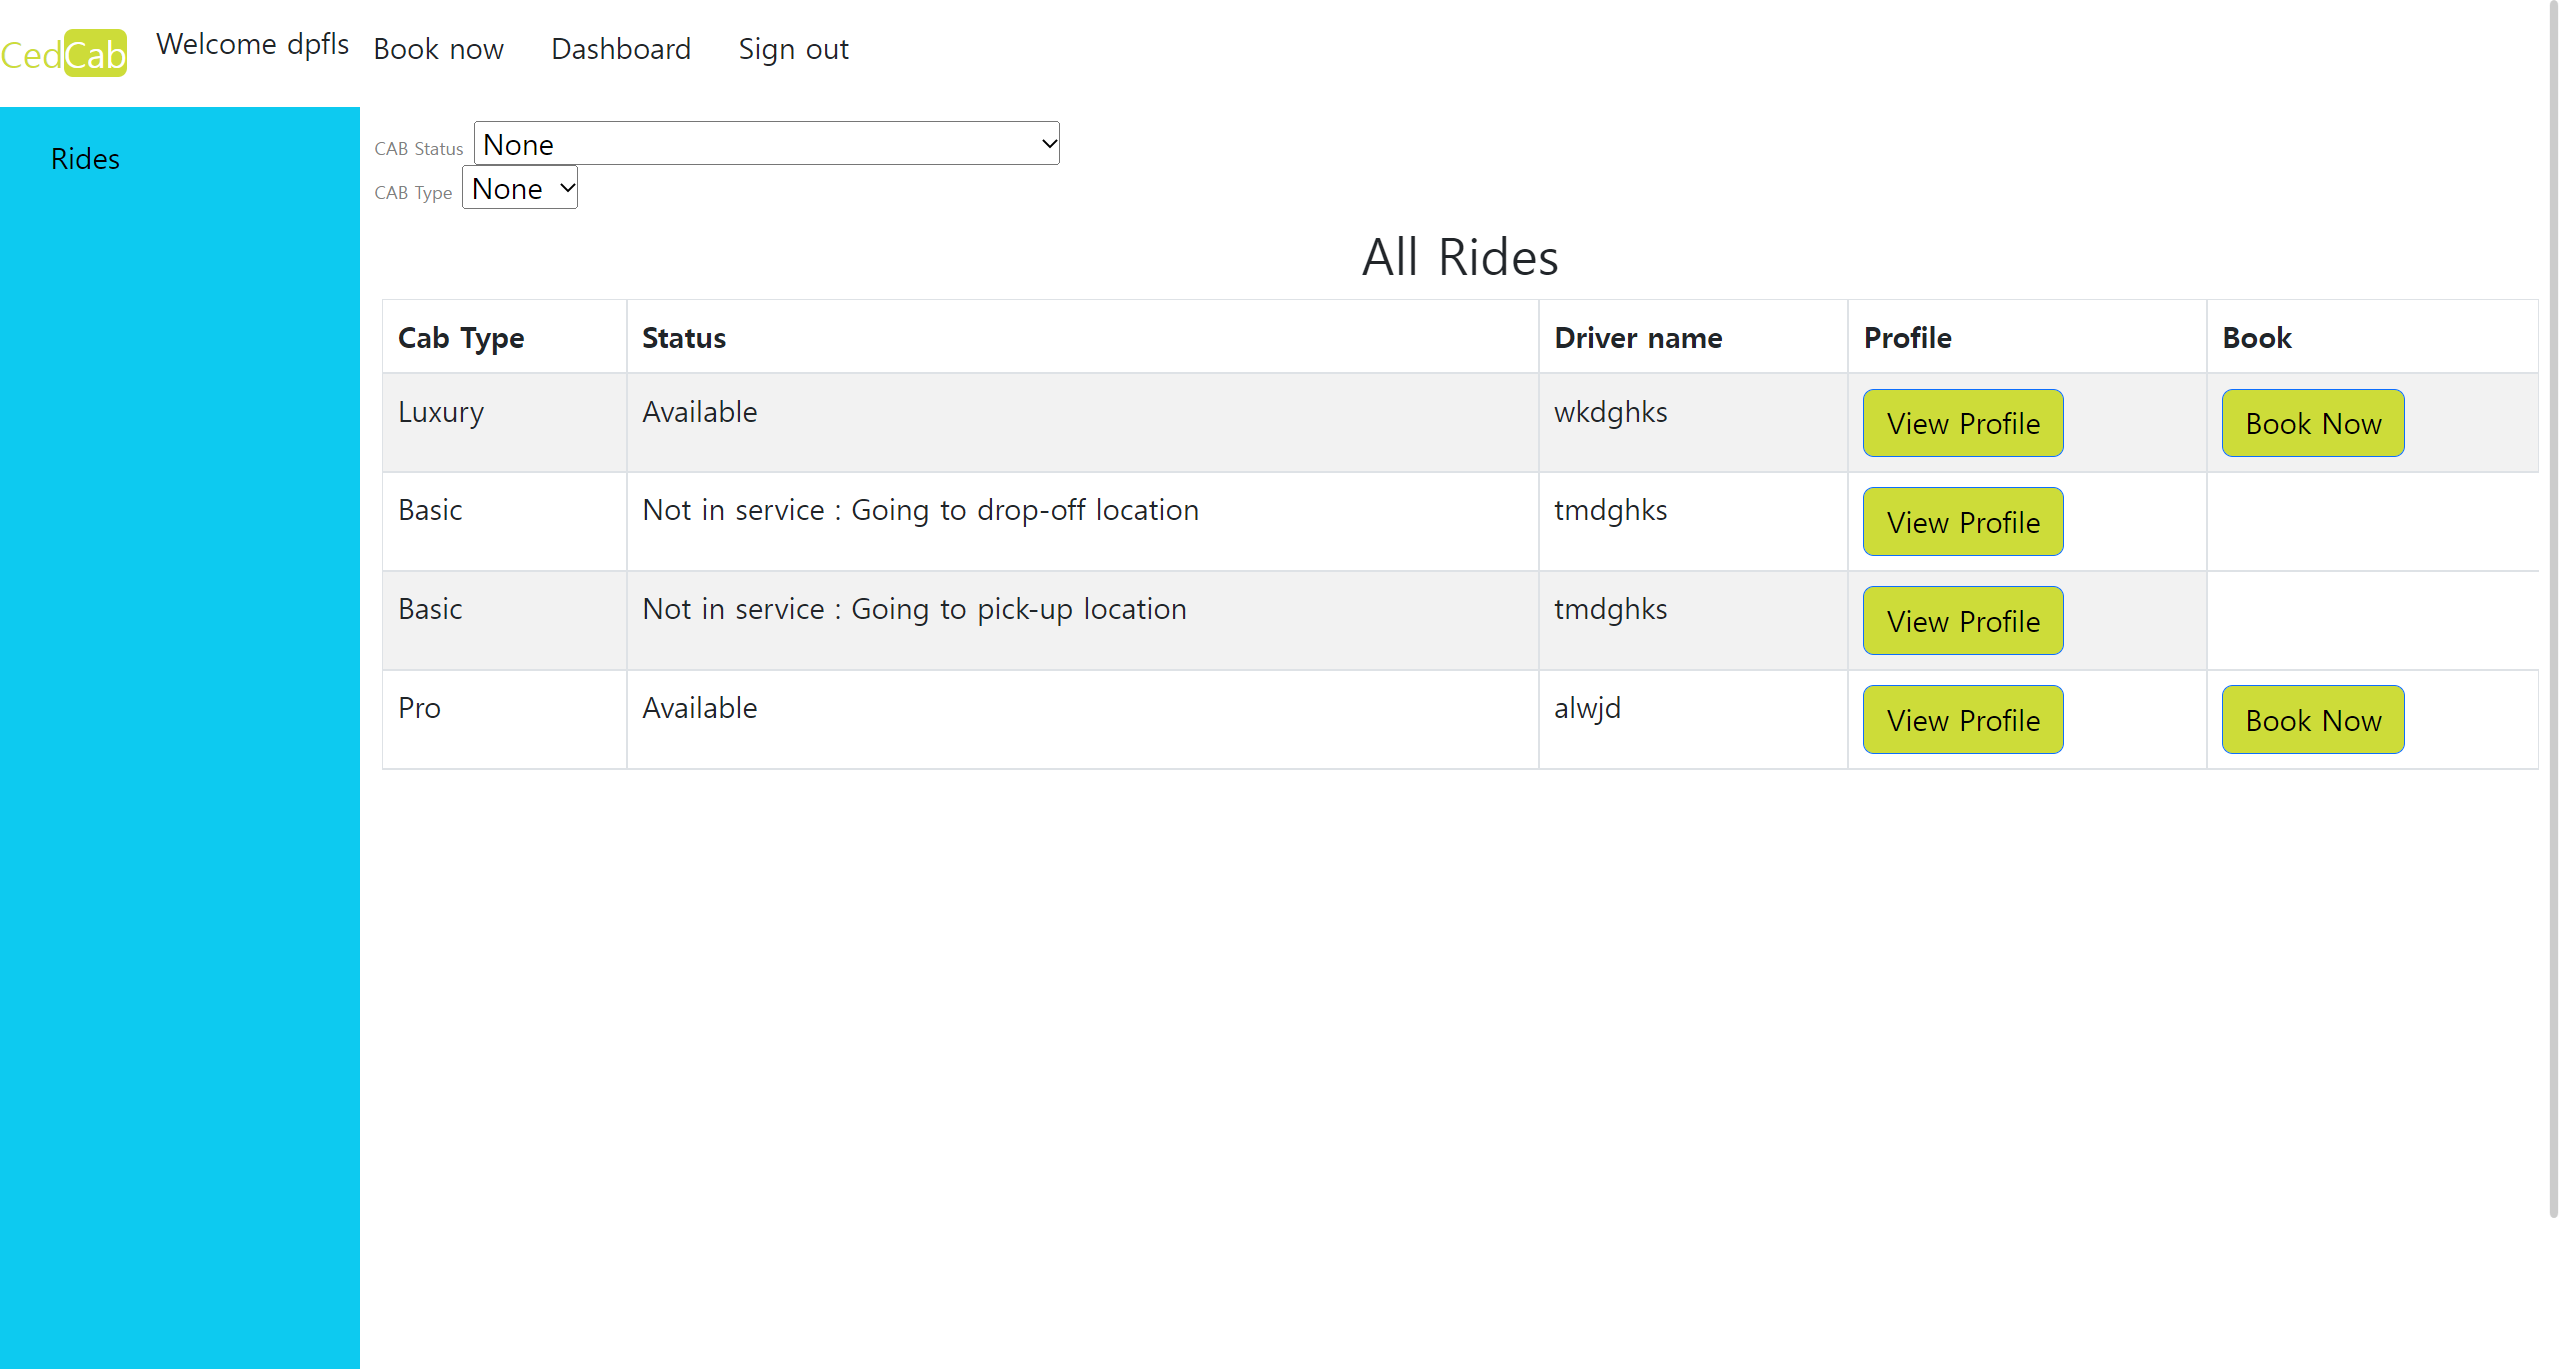 CedCab Welcome dpfls Book now Dashboard Sign out
Rides
CAB Status None
CAB Type None
All Rides
Cab Type Status Driver name Profile Book
Luxury Available wkdghks View Profile Book Now
Basic Not in service : Going to drop-off location tmdghks View Profile
Basic Not in service : Going to pick-up location tmdghks View Profile
Pro Available alwjd View Profile Book Now